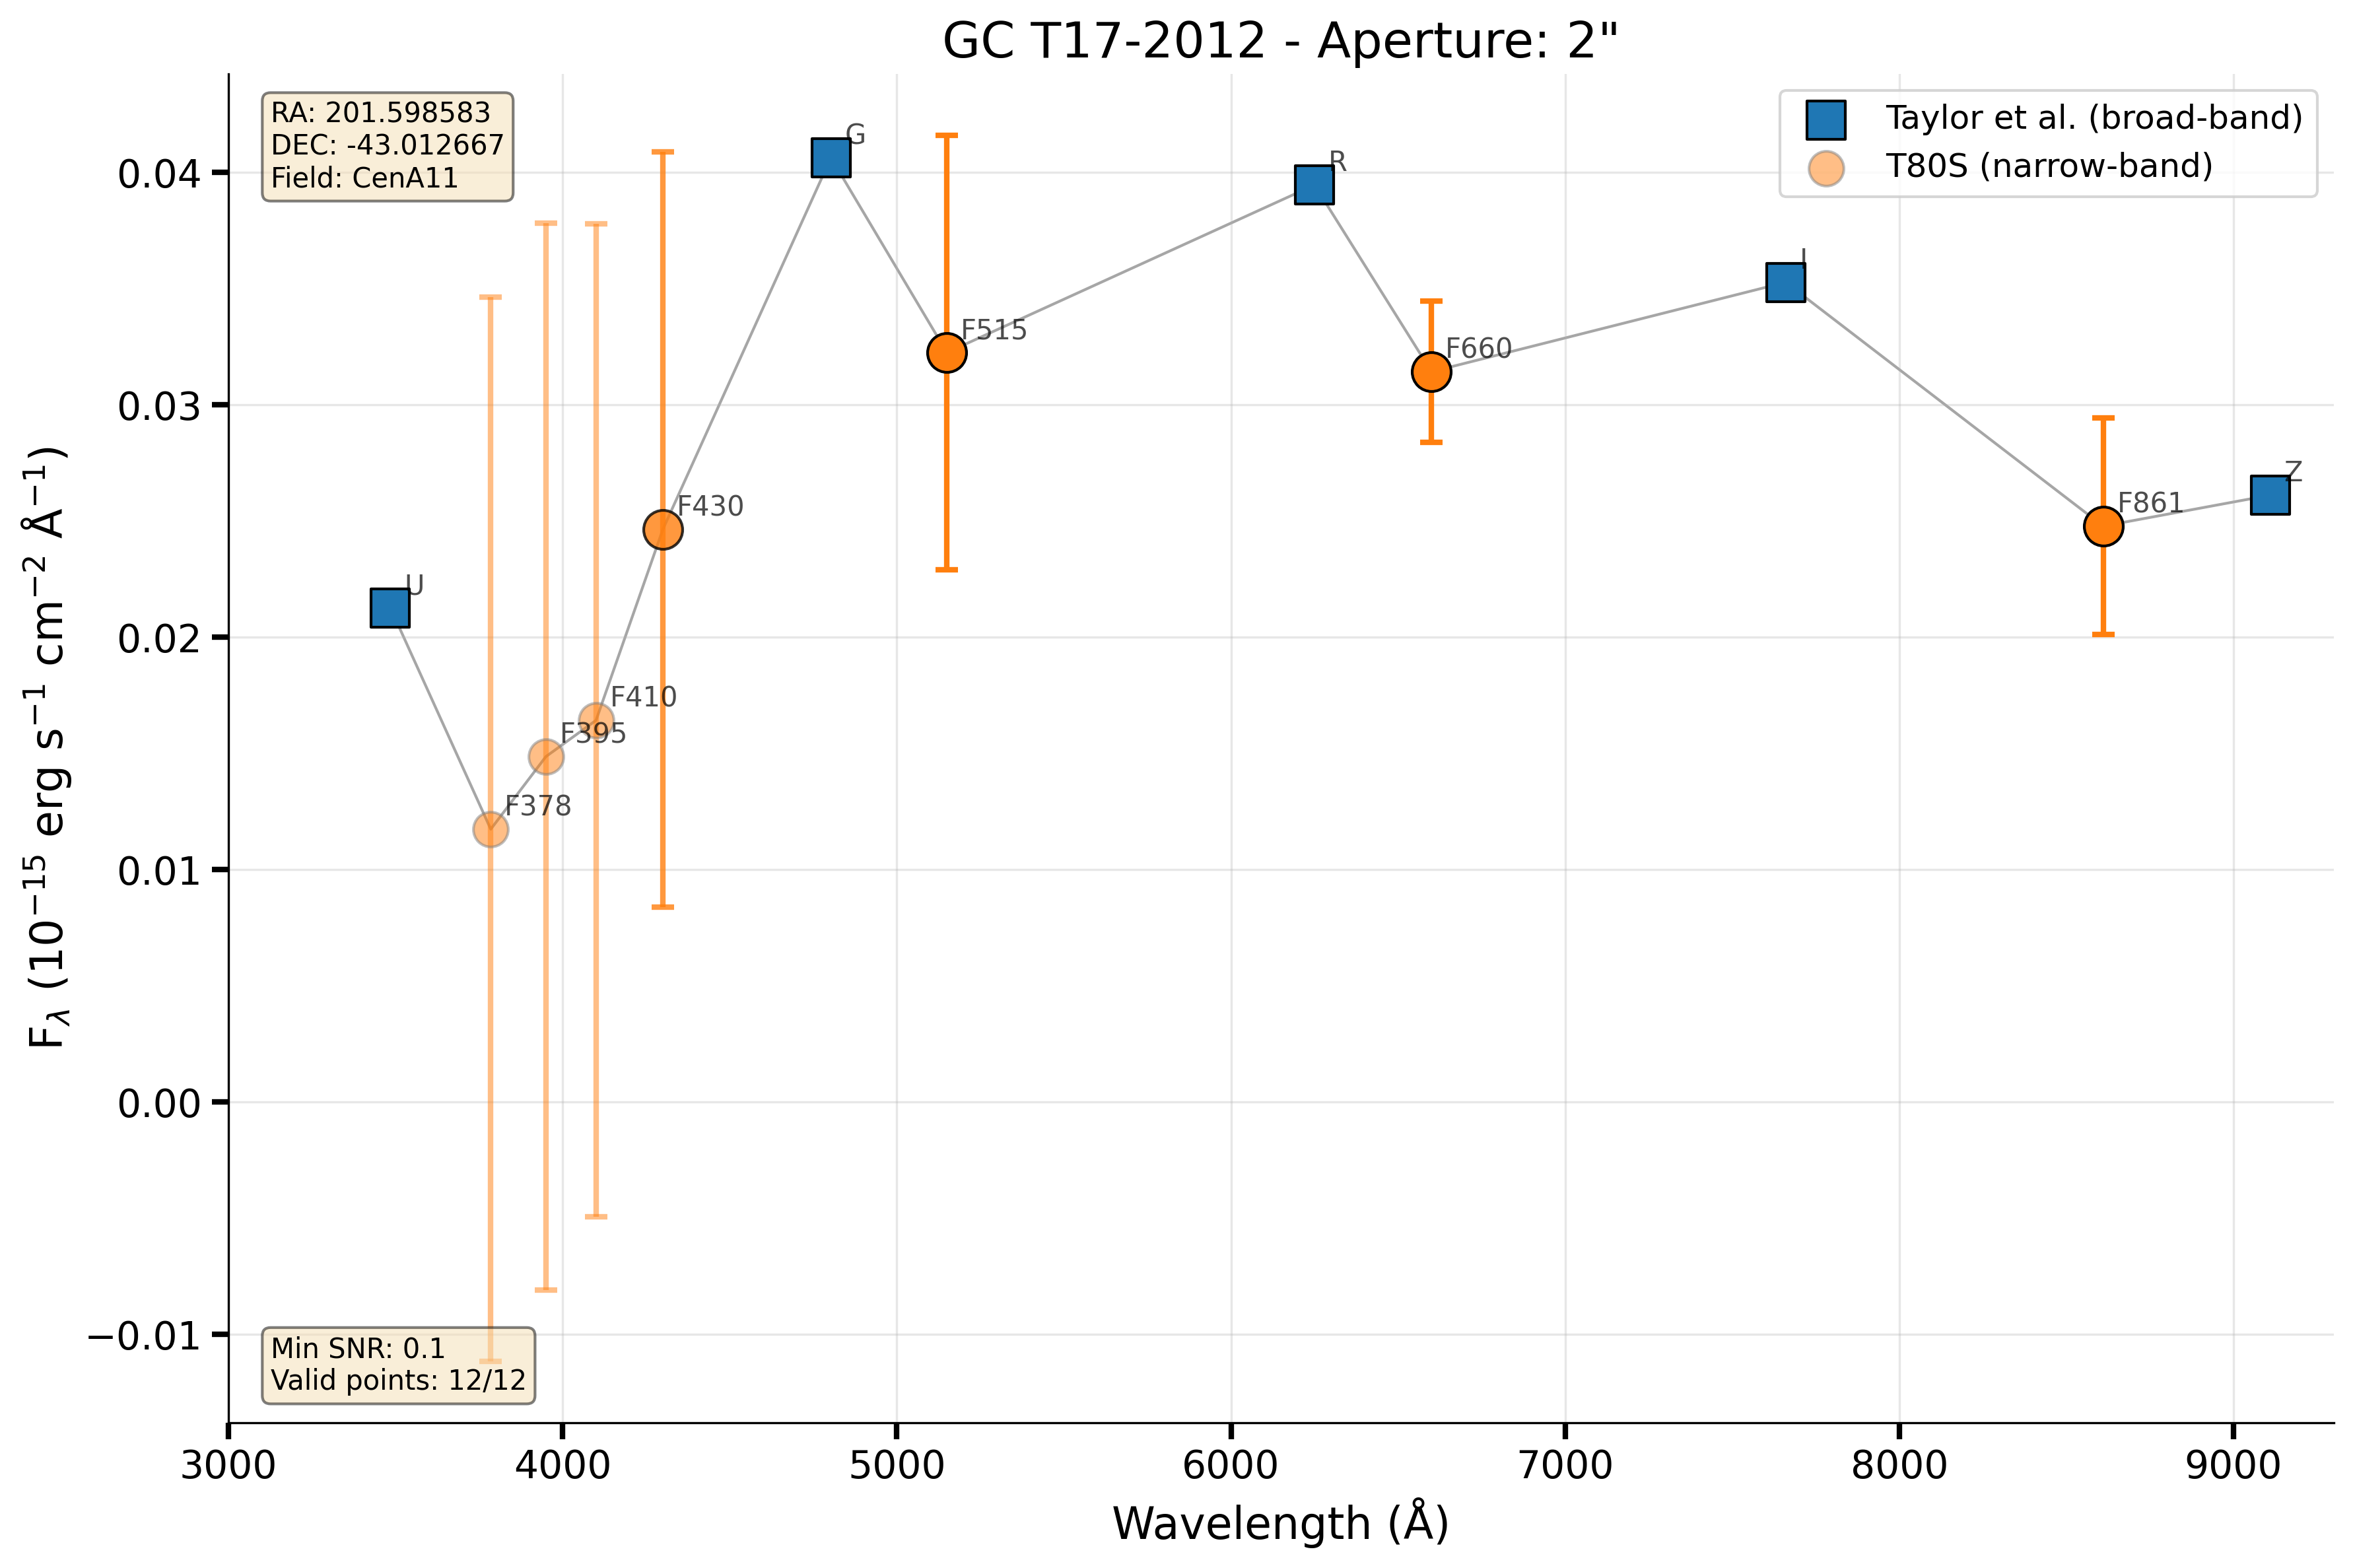 GC T17-2012 - Aperture: 2"
RA: 201.598583
DEC: -43.012667
Field: CenA11
Taylor et al. (broad-band)
T80S (narrow-band)
G
R
I
0.04
F515
F660
0.03
Z
F430
F861
U
0.02
F410
F395
F378
0.01
0.00
−0.01
Min SNR: 0.1
Valid points: 12/12
F_λ (10⁻¹⁵ erg s⁻¹ cm⁻² Å⁻¹)
3000 4000 5000 6000 7000 8000 9000
Wavelength (Å)